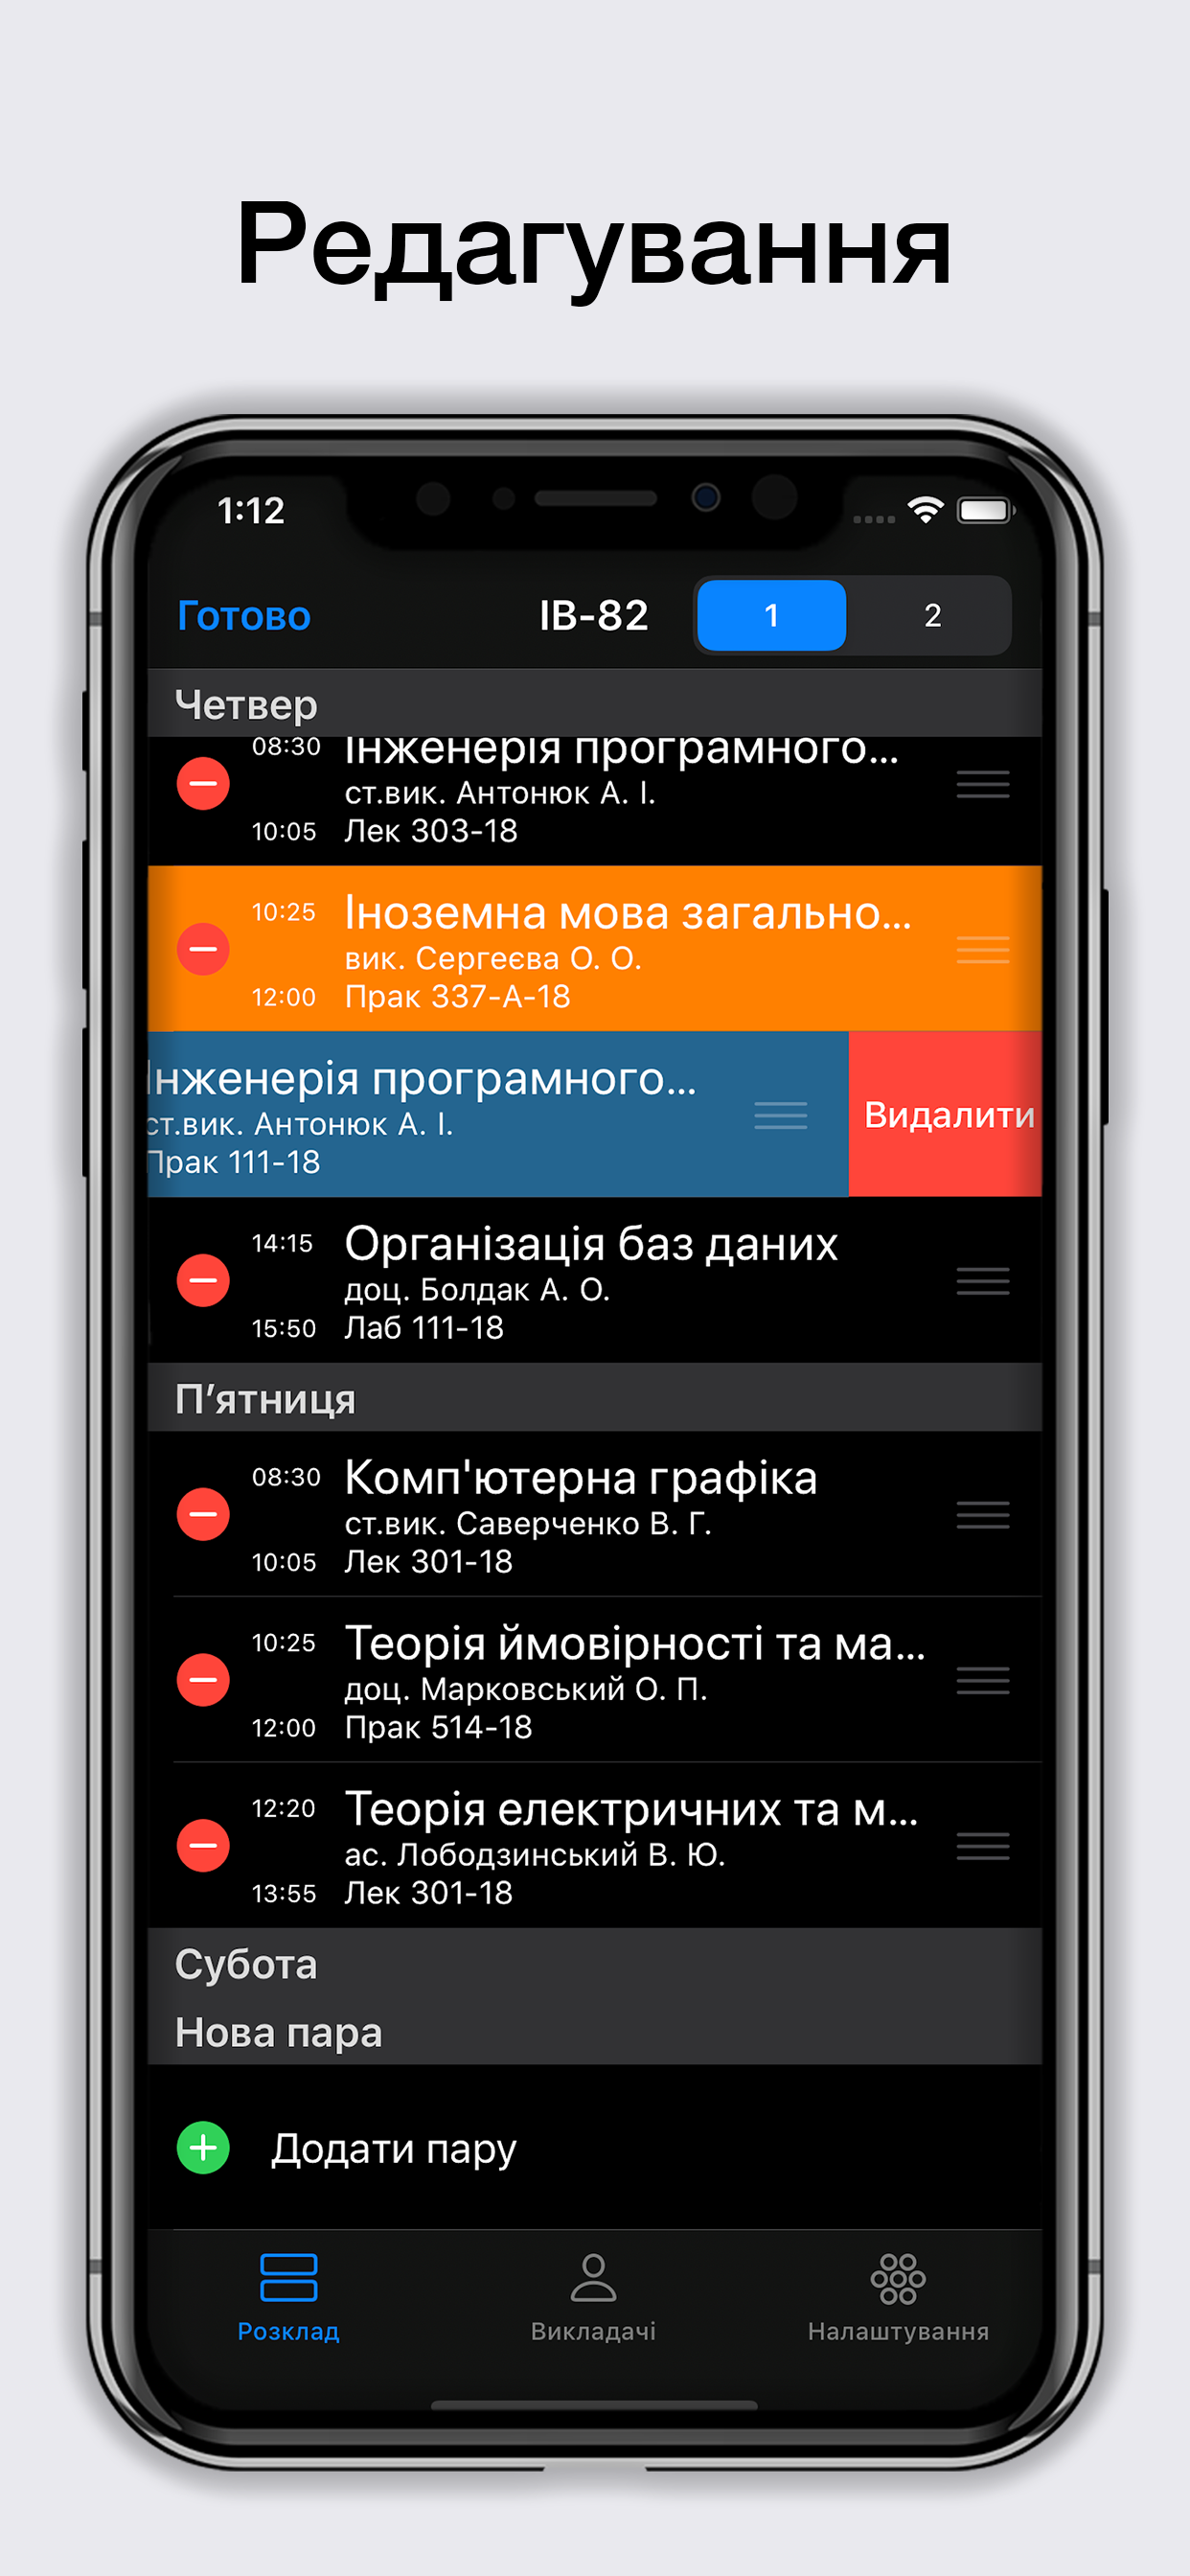 Редагування
1:12
Готово
ІВ-82
1
2
Четвер
08:30
Інженерія програмного...
ст.вик. Антонюк А. І.
10:05
Лек 303-18
10:25
Іноземна мова загально...
вик. Сергеєва О. О.
12:00
Прак 337-А-18
Інженерія програмного...
ст.вик. Антонюк А. І.
Прак 111-18
Видалити
14:15
Організація баз даних
доц. Болдак А. О.
15:50
Лаб 111-18
П’ятниця
08:30
Комп'ютерна графіка
ст.вик. Саверченко В. Г.
10:05
Лек 301-18
10:25
Теорія ймовірності та ма...
доц. Марковський О. П.
12:00
Прак 514-18
12:20
Теорія електричних та м...
ас. Лободзинський В. Ю.
13:55
Лек 301-18
Субота
Нова пара
Додати пару
Розклад
Викладачі
Налаштування